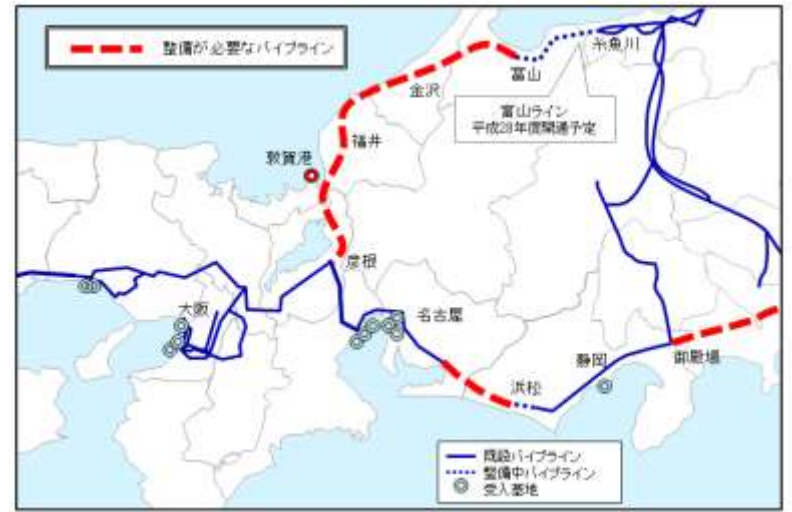 整備が必要なパイプライン
糸魚川
富山
金沢
富山ライン
平成28年度開通予定
福井
敦賀港
彦根
大阪
名古屋
静岡
御殿場
浜松
既設パイプライン
整備中パイプライン
受入基地